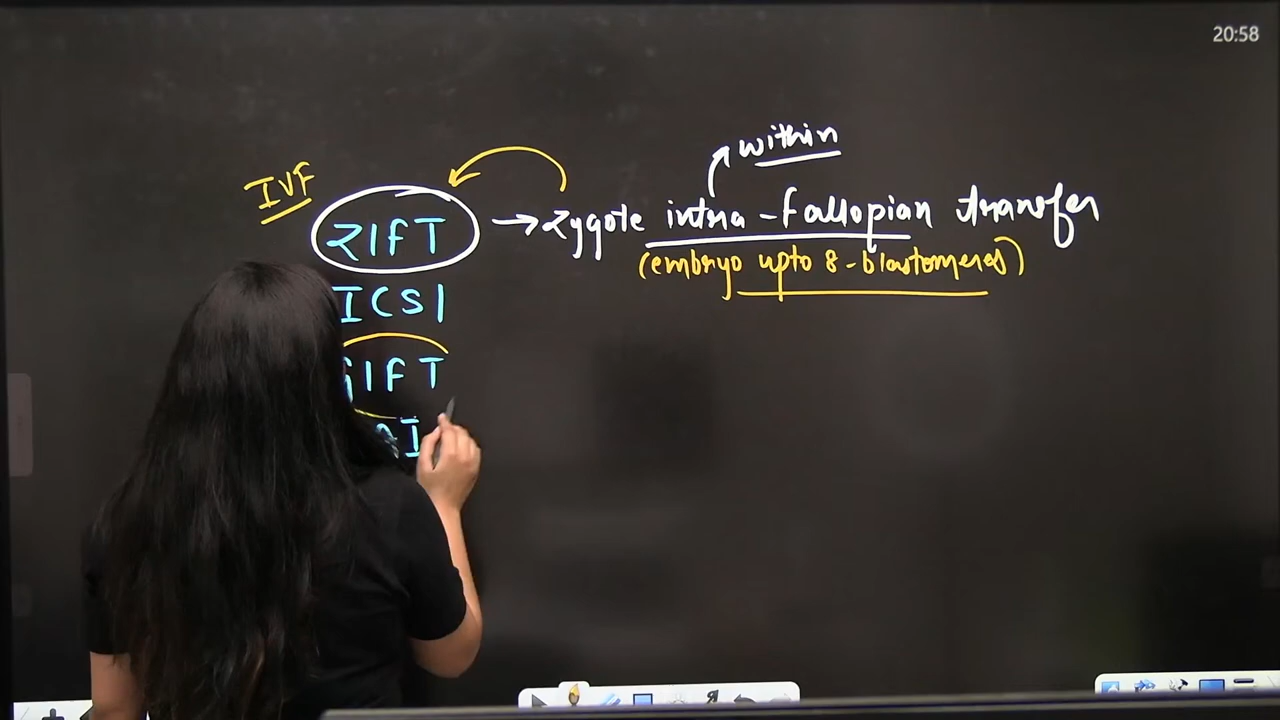 20:58
within
IVF
ZIFT → Zygote intra-fallopian transfer
(embryo upto 8-blastomeres)
ICSI
GIFT